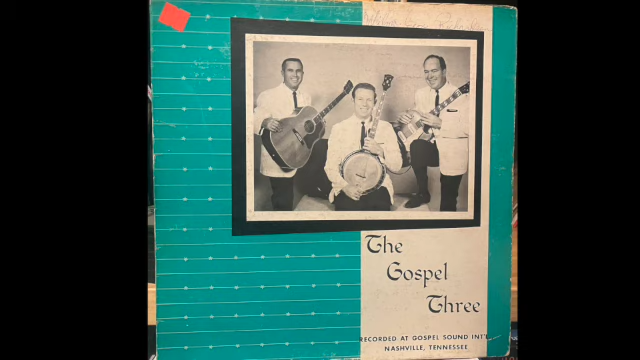 The
Gospel
Three
RECORDED AT GOSPEL SOUND INT'L
NASHVILLE, TENNESSEE